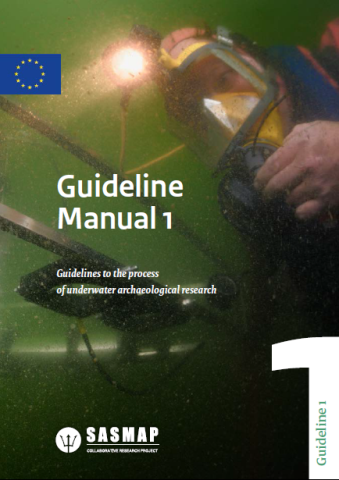 Guideline
Manual 1
Guidelines to the process
of underwater archaeological research
SASMAP
COLLABORATIVE RESEARCH PROJECT
1
Guideline 1